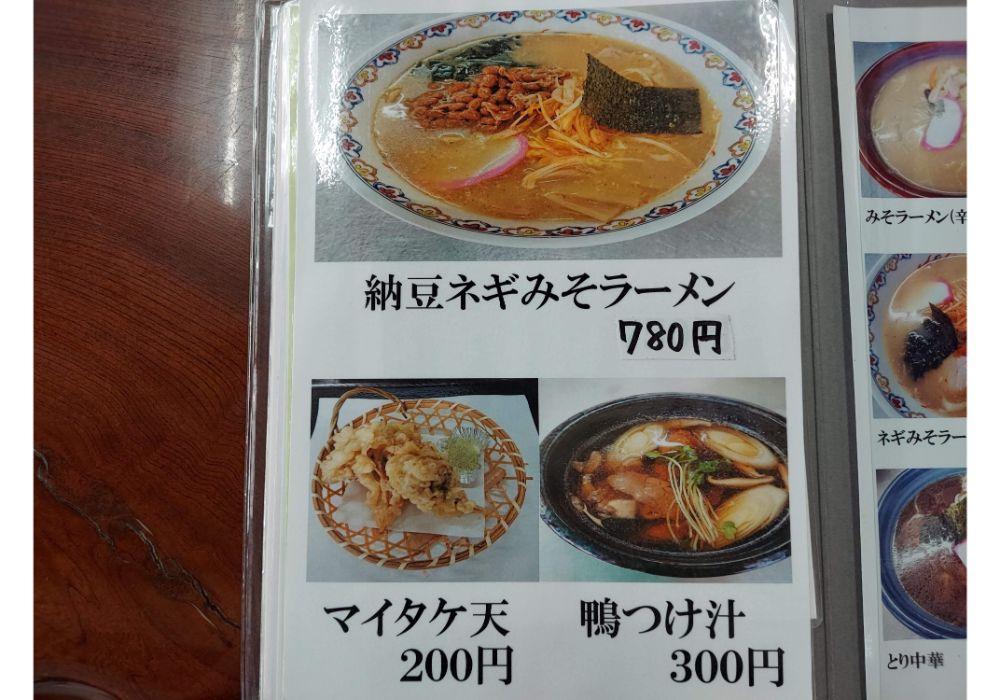 納豆ネギみそラーメン
780円
マイタケ天
200円
鴨つけ汁
300円
みそラーメン(辛
ネギみそラー
とり中華